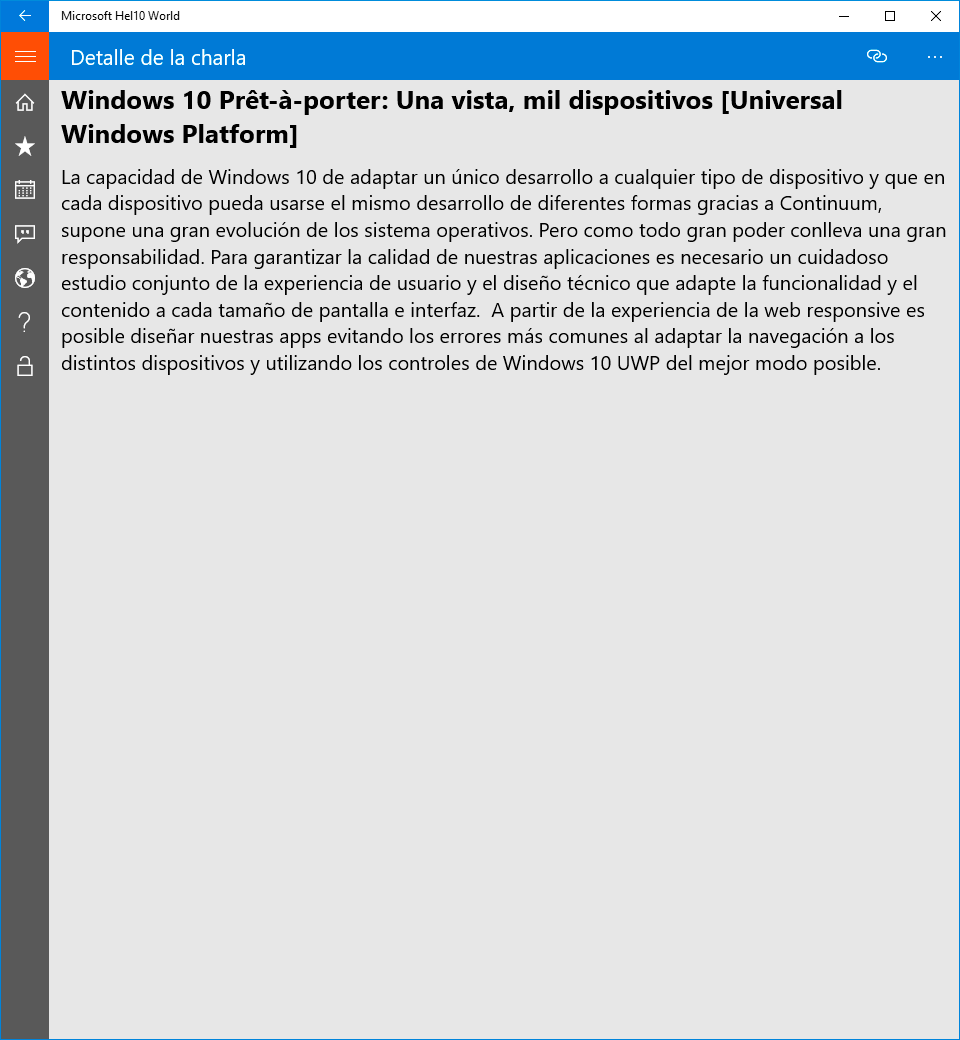 Microsoft Hel10 World
Detalle de la charla
Windows 10 Prêt-à-porter: Una vista, mil dispositivos [Universal
Windows Platform]
La capacidad de Windows 10 de adaptar un único desarrollo a cualquier tipo de dispositivo y que en
cada dispositivo pueda usarse el mismo desarrollo de diferentes formas gracias a Continuum,
supone una gran evolución de los sistema operativos. Pero como todo gran poder conlleva una gran
responsabilidad. Para garantizar la calidad de nuestras aplicaciones es necesario un cuidadoso
estudio conjunto de la experiencia de usuario y el diseño técnico que adapte la funcionalidad y el
contenido a cada tamaño de pantalla e interfaz.  A partir de la experiencia de la web responsive es
posible diseñar nuestras apps evitando los errores más comunes al adaptar la navegación a los
distintos dispositivos y utilizando los controles de Windows 10 UWP del mejor modo posible.